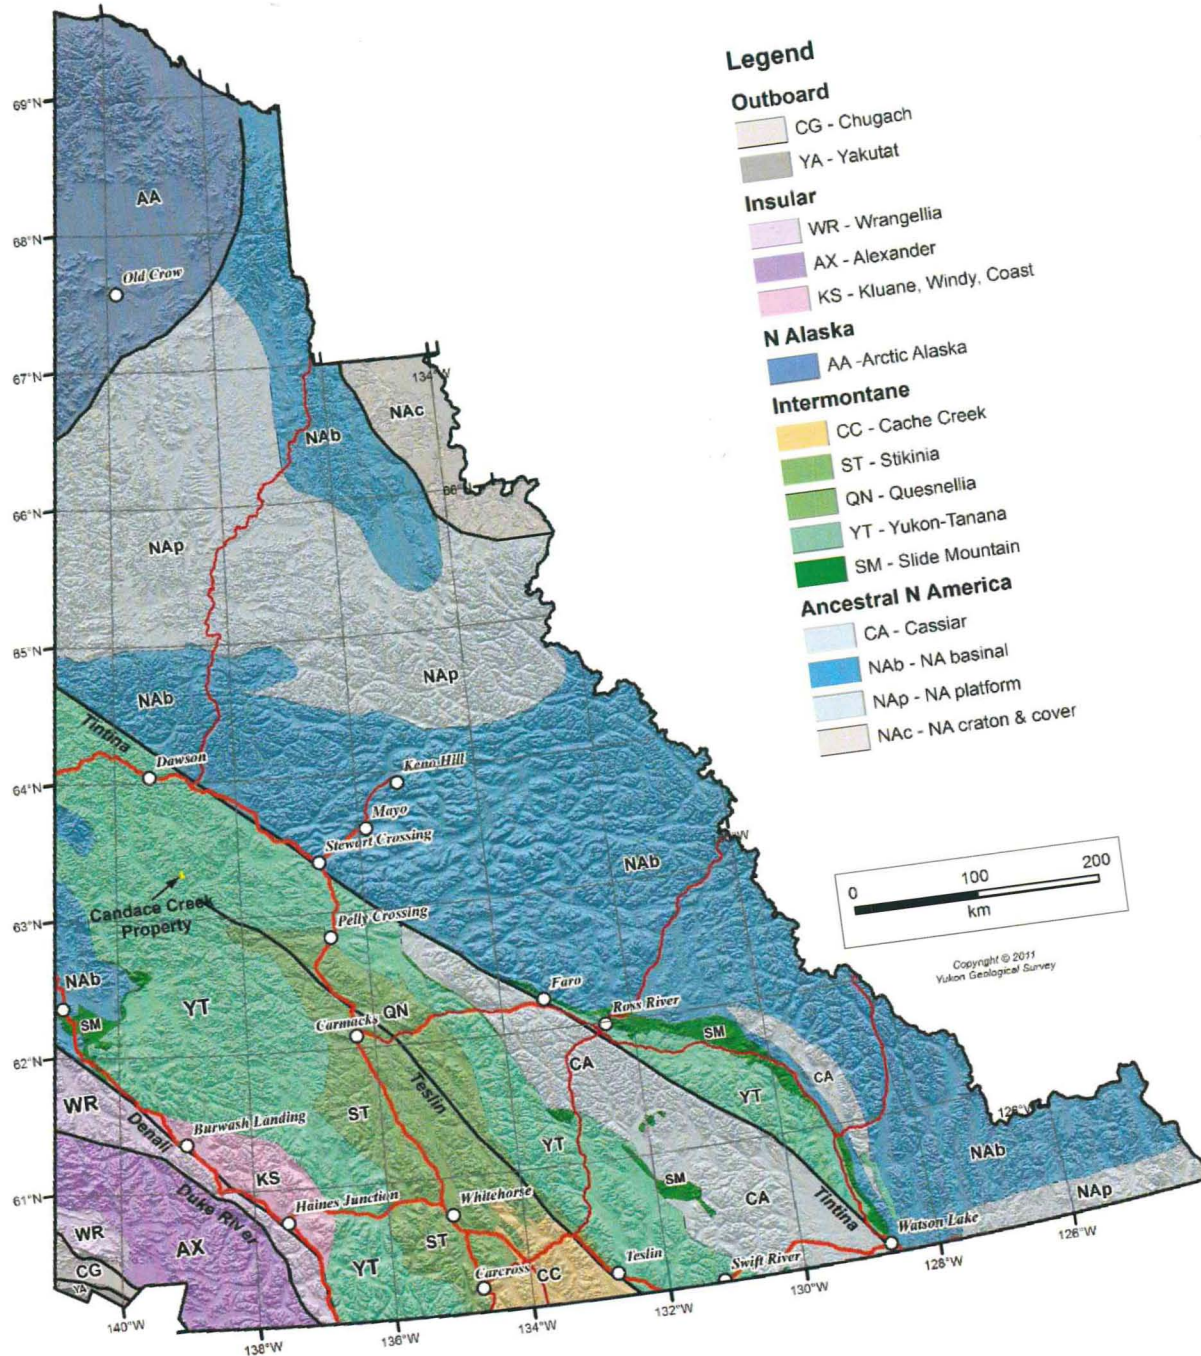 Legend
Outboard
CG - Chugach
YA - Yakutat
Insular
WR - Wrangellia
AX - Alexander
KS - Kluane, Windy, Coast
N Alaska
AA -Arctic Alaska
Intermontane
CC - Cache Creek
ST - Stikinia
QN - Quesnellia
YT - Yukon-Tanana
SM - Slide Mountain
Ancestral N America
CA - Cassiar
NAb - NA basinal
NAp - NA platform
NAc - NA craton & cover
0 100 200
km
Copyright © 2011
Yukon Geological Survey
69°N
AA
68°N
Old Crow
67°N
134°W
NAc
NAb
66°N
NAp
65°N
NAp
NAb
Tintina
Dawson
Keno Hill
64°N
Mayo
Stewart Crossing
NAb
Candace Creek
Property
63°N
Pelly Crossing
NAb
YT
Faro
Ross River
SM
QN
Carmacks
SM
62°N
CA
CA
Teslin
YT
WR
ST
Denali
Burwash Landing
YT
126°W
NAb
KS
SM
CA
NAp
61°N
Duke River
Haines Junction
Whitehorse
Tintina
Watson Lake
WR
AX
ST
YT
CC
Carcross
Teslin
Swift River
CG
YA
140°W
138°W
136°W
134°W
132°W
130°W
128°W
126°W